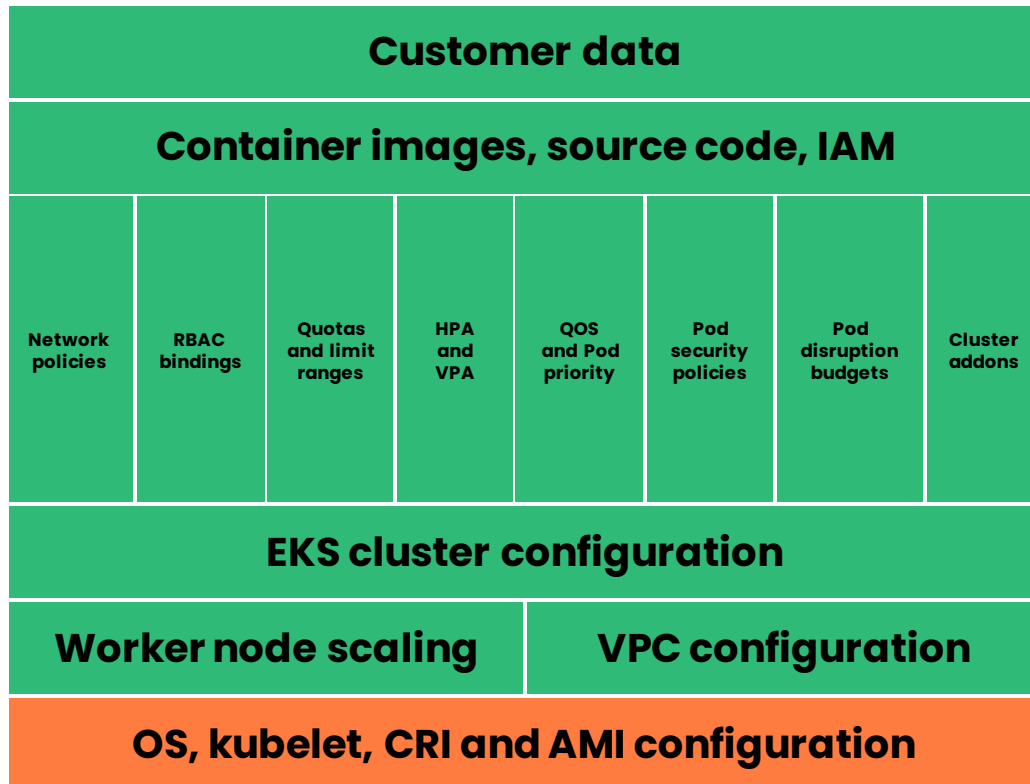 Customer data
Container images, source code, IAM
Network
policies
RBAC
bindings
Quotas
and limit
ranges
HPA
and
VPA
QOS
and Pod
priority
Pod
security
policies
Pod
disruption
budgets
Cluster
addons
EKS cluster configuration
Worker node scaling
VPC configuration
OS, kubelet, CRI and AMI configuration